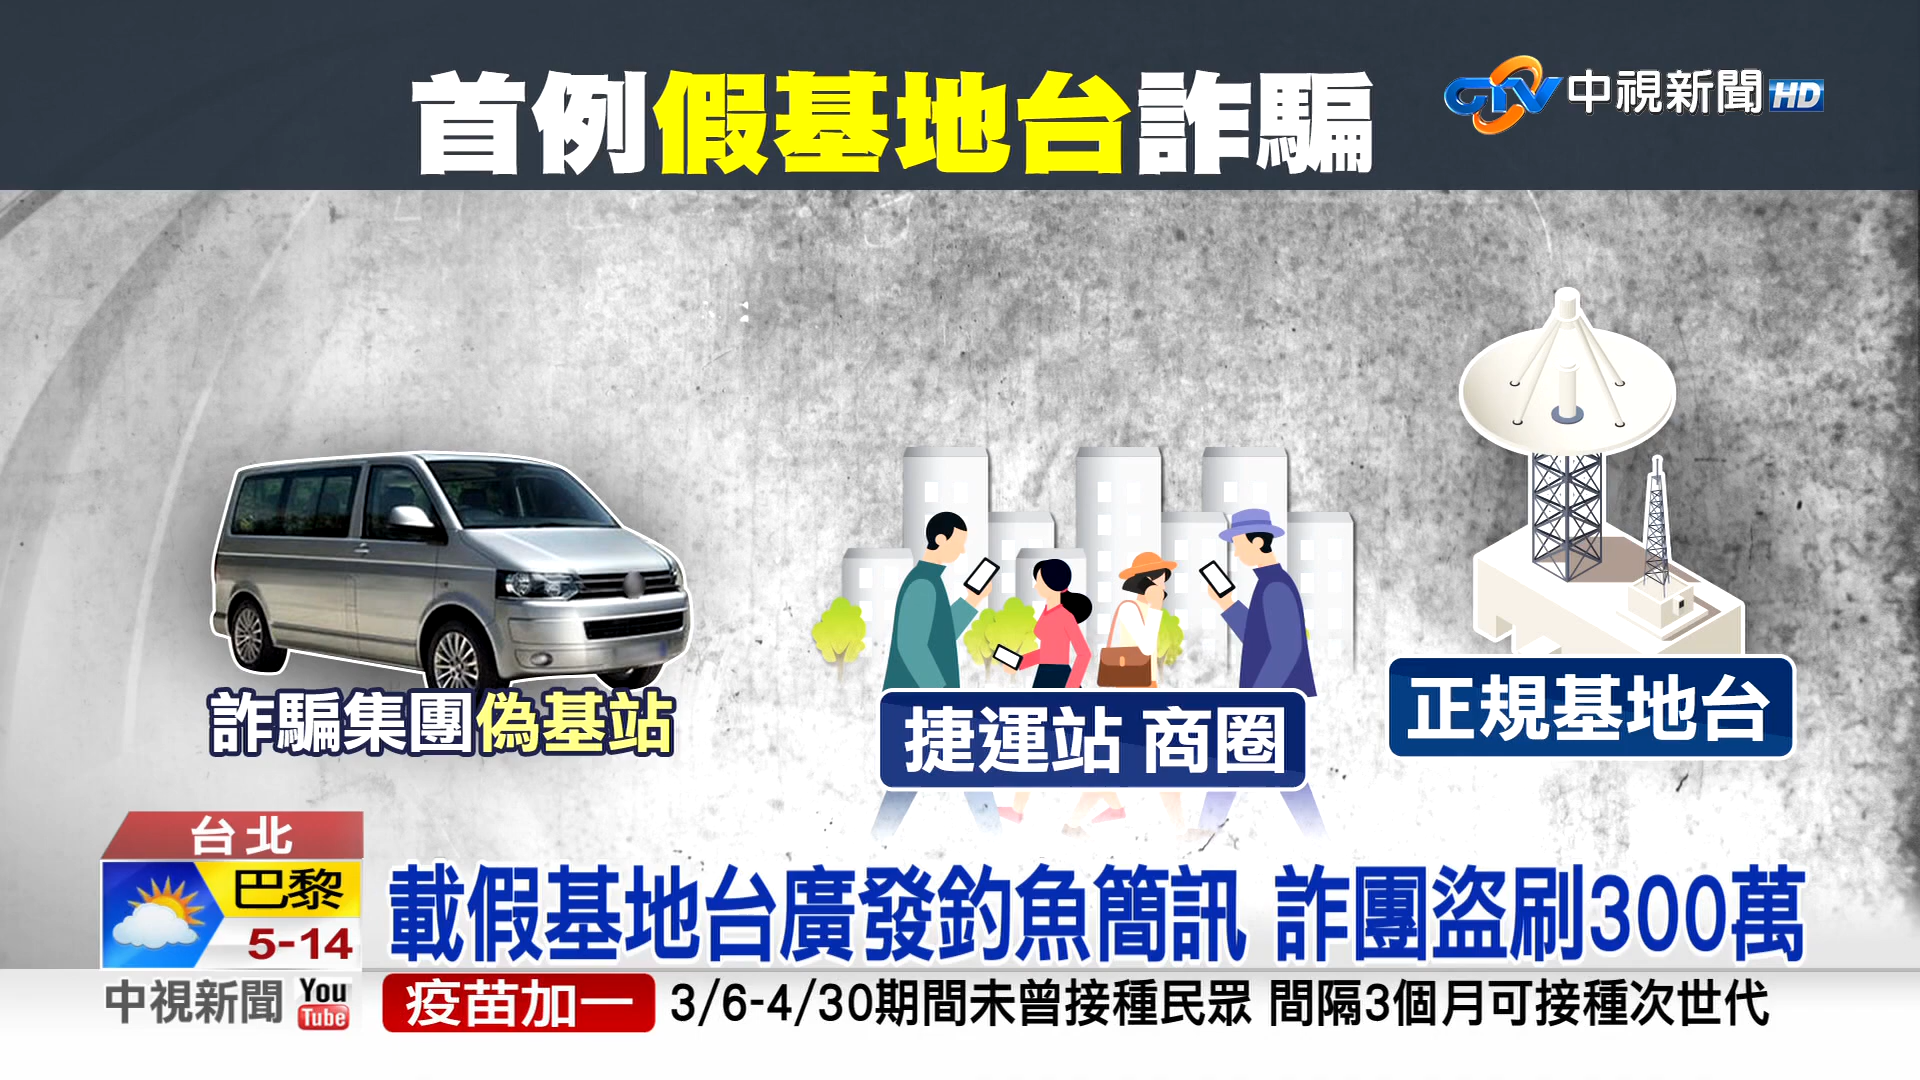 首例假基地台詐騙
CTV 中視新聞 HD
詐騙集團偽基站
捷運站 商圈
正規基地台
台北
巴黎
5-14
載假基地台廣發釣魚簡訊 詐團盜刷300萬
中視新聞 YouTube
疫苗加一 3/6-4/30期間未曾接種民眾 間隔3個月可接種次世代